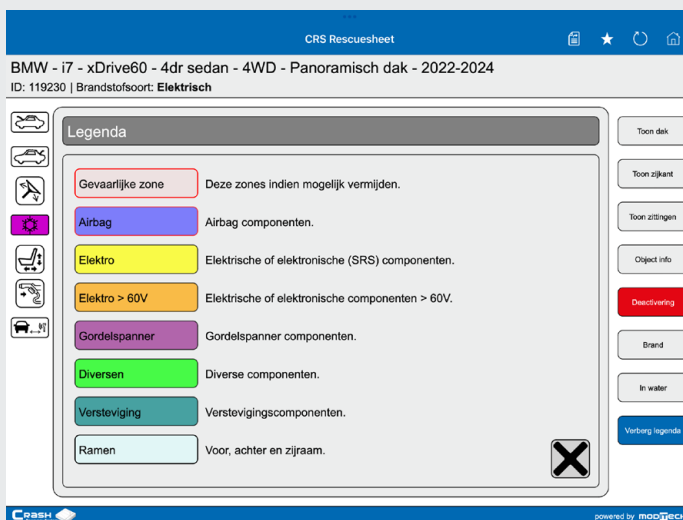 CRS Rescuesheet
BMW - i7 - xDrive60 - 4dr sedan - 4WD - Panoramisch dak - 2022-2024
ID: 119230 | Brandstofsoort: Elektrisch
Legenda
Gevaarlijke zone Deze zones indien mogelijk vermijden.
Airbag Airbag componenten.
Elektro Elektrische of elektronische (SRS) componenten.
Elektro > 60V Elektrische of elektronische componenten > 60V.
Gordelspanner Gordelspanner componenten.
Diversen Diverse componenten.
Versteviging Verstevigingscomponenten.
Ramen Voor, achter en zijraam.
Toon dak
Toon zijkant
Toon zittingen
Object info
Deactivering
Brand
In water
Verberg legenda
CRASH
powered by MODITECH